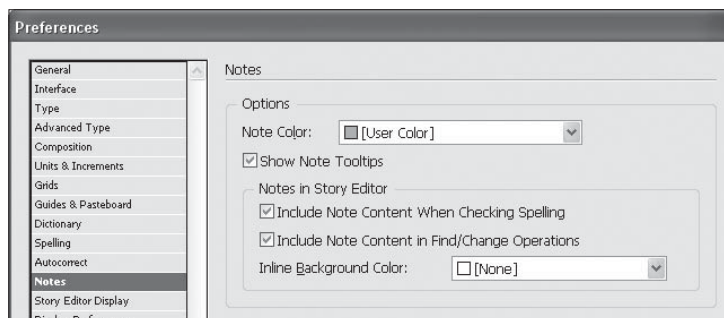 Preferences
General
Interface
Type
Advanced Type
Composition
Units & Increments
Grids
Guides & Pasteboard
Dictionary
Spelling
Autocorrect
Notes
Story Editor Display
Notes
Options
Note Color: [User Color]
Show Note Tooltips
Notes in Story Editor
Include Note Content When Checking Spelling
Include Note Content in Find/Change Operations
Inline Background Color: [None]